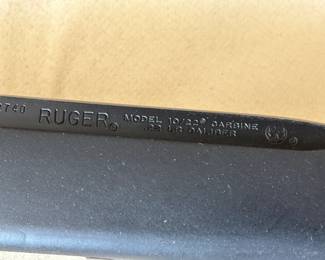 RUGER® MODEL 10/22® CARBINE
.22 LR CALIBER